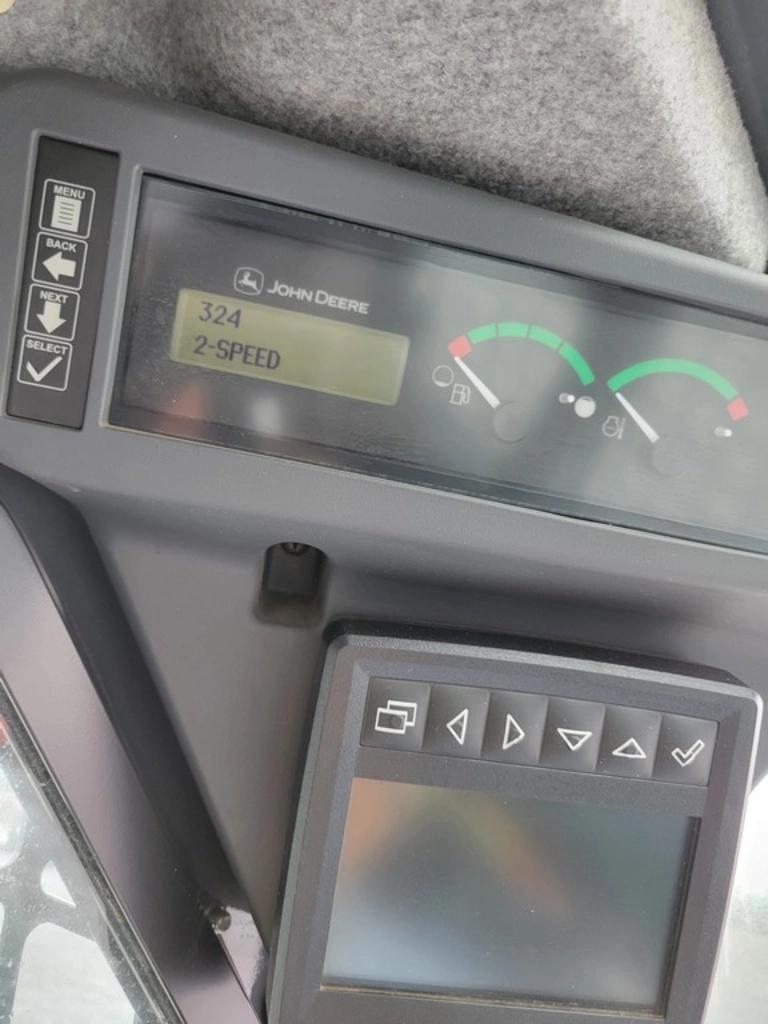 MENU
BACK
NEXT
SELECT
JOHN DEERE
324
2-SPEED